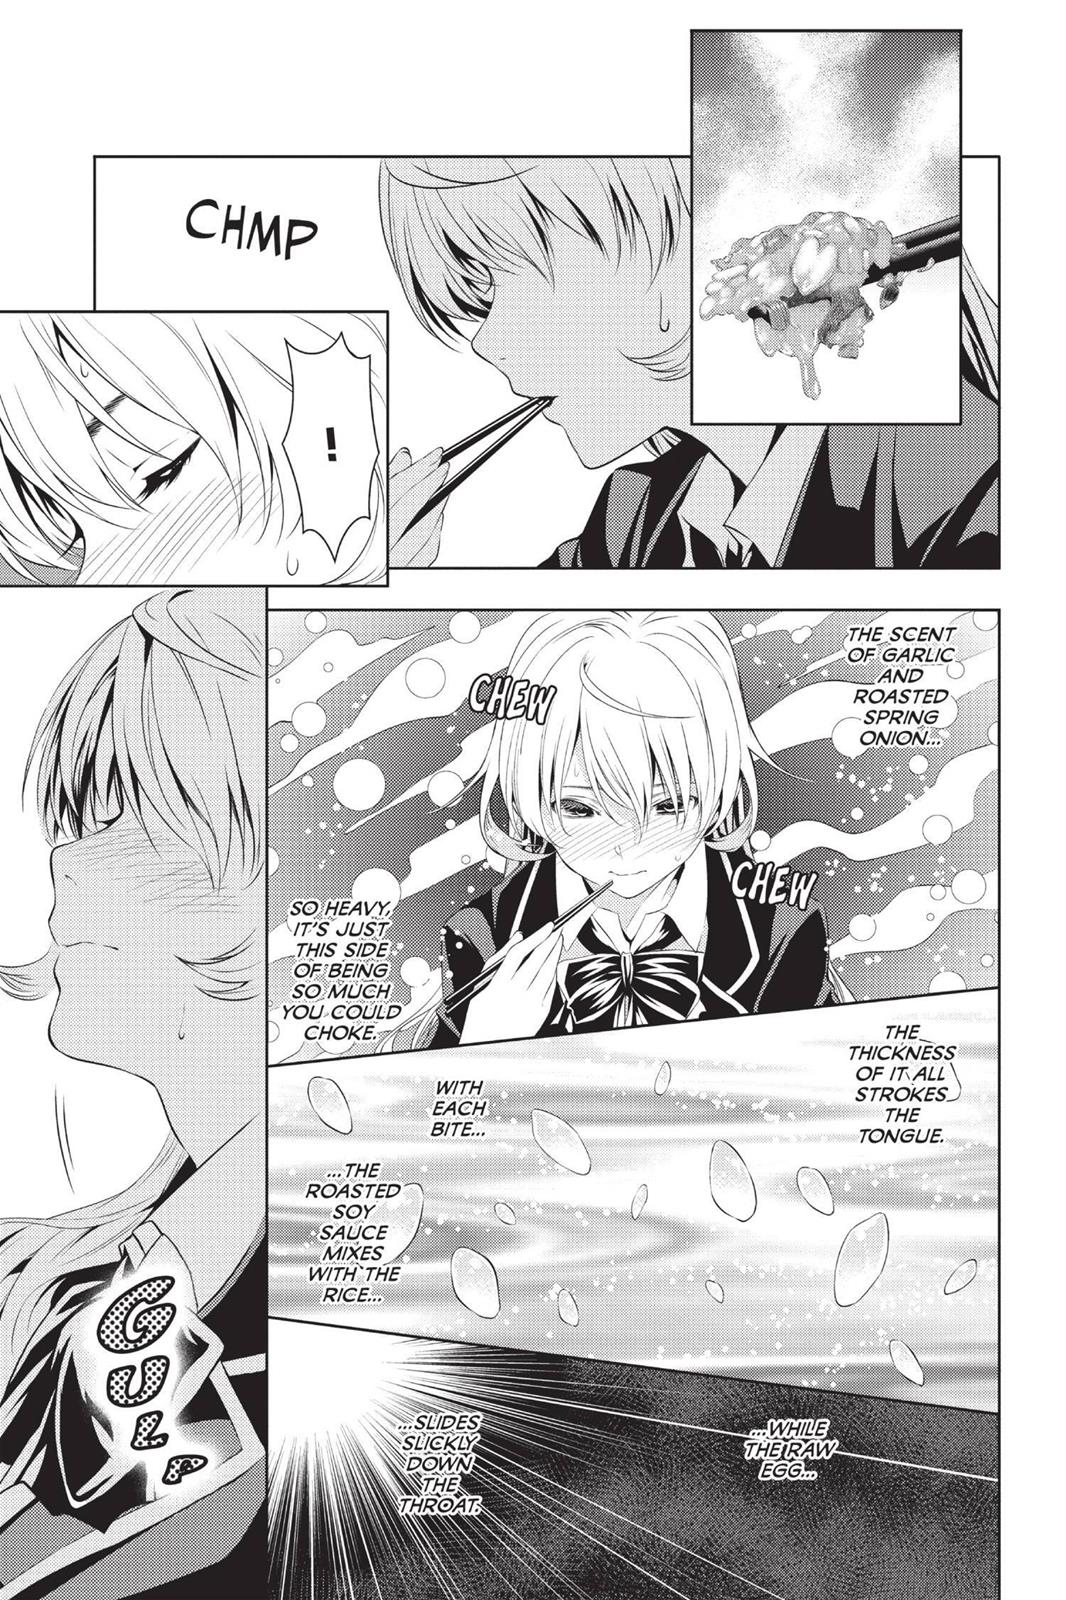 CHMP
!
THE SCENT
OF GARLIC
AND
ROASTED
SPRING
ONION...
CHEW
CHEW
SO HEAVY,
IT'S JUST
THIS SIDE
OF BEING
SO MUCH
YOU COULD
CHOKE.
THE
THICKNESS
OF IT ALL
STROKES
THE
TONGUE.
WITH
EACH
BITE...
...THE
ROASTED
SOY
SAUCE
MIXES
WITH THE
RICE...
...WHILE
THE RAW
EGG...
...SLIDES
SLICKLY
DOWN
THE
THROAT.
GULP